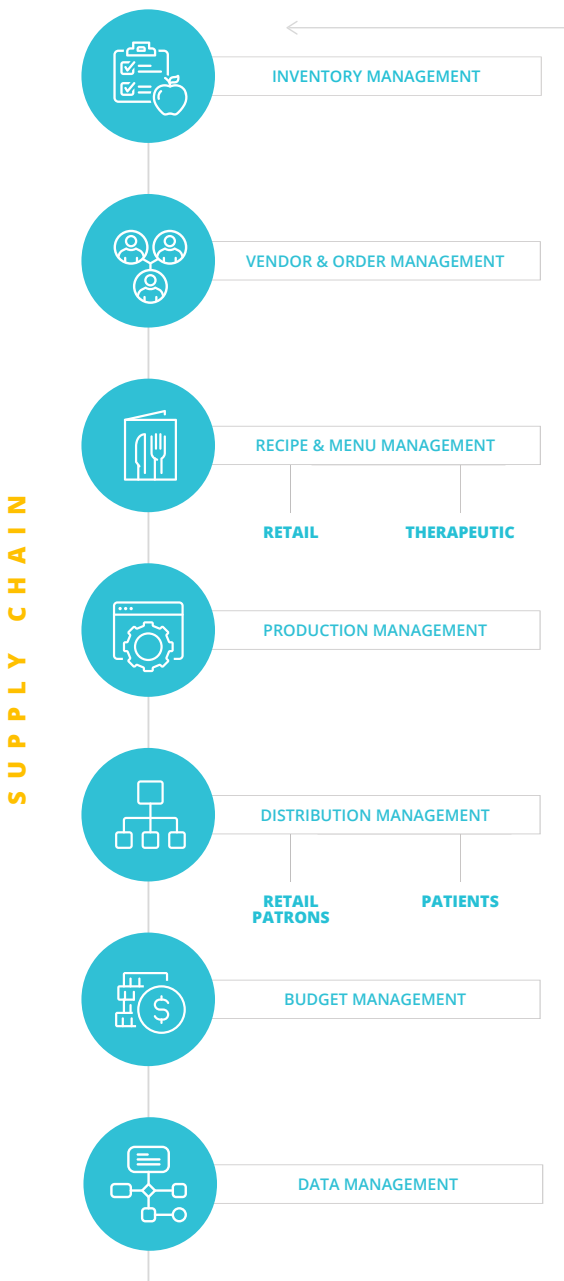 INVENTORY MANAGEMENT
VENDOR & ORDER MANAGEMENT
RECIPE & MENU MANAGEMENT
RETAIL
THERAPEUTIC
SUPPLY CHAIN
PRODUCTION MANAGEMENT
DISTRIBUTION MANAGEMENT
RETAIL
PATRONS
PATIENTS
BUDGET MANAGEMENT
$
DATA MANAGEMENT